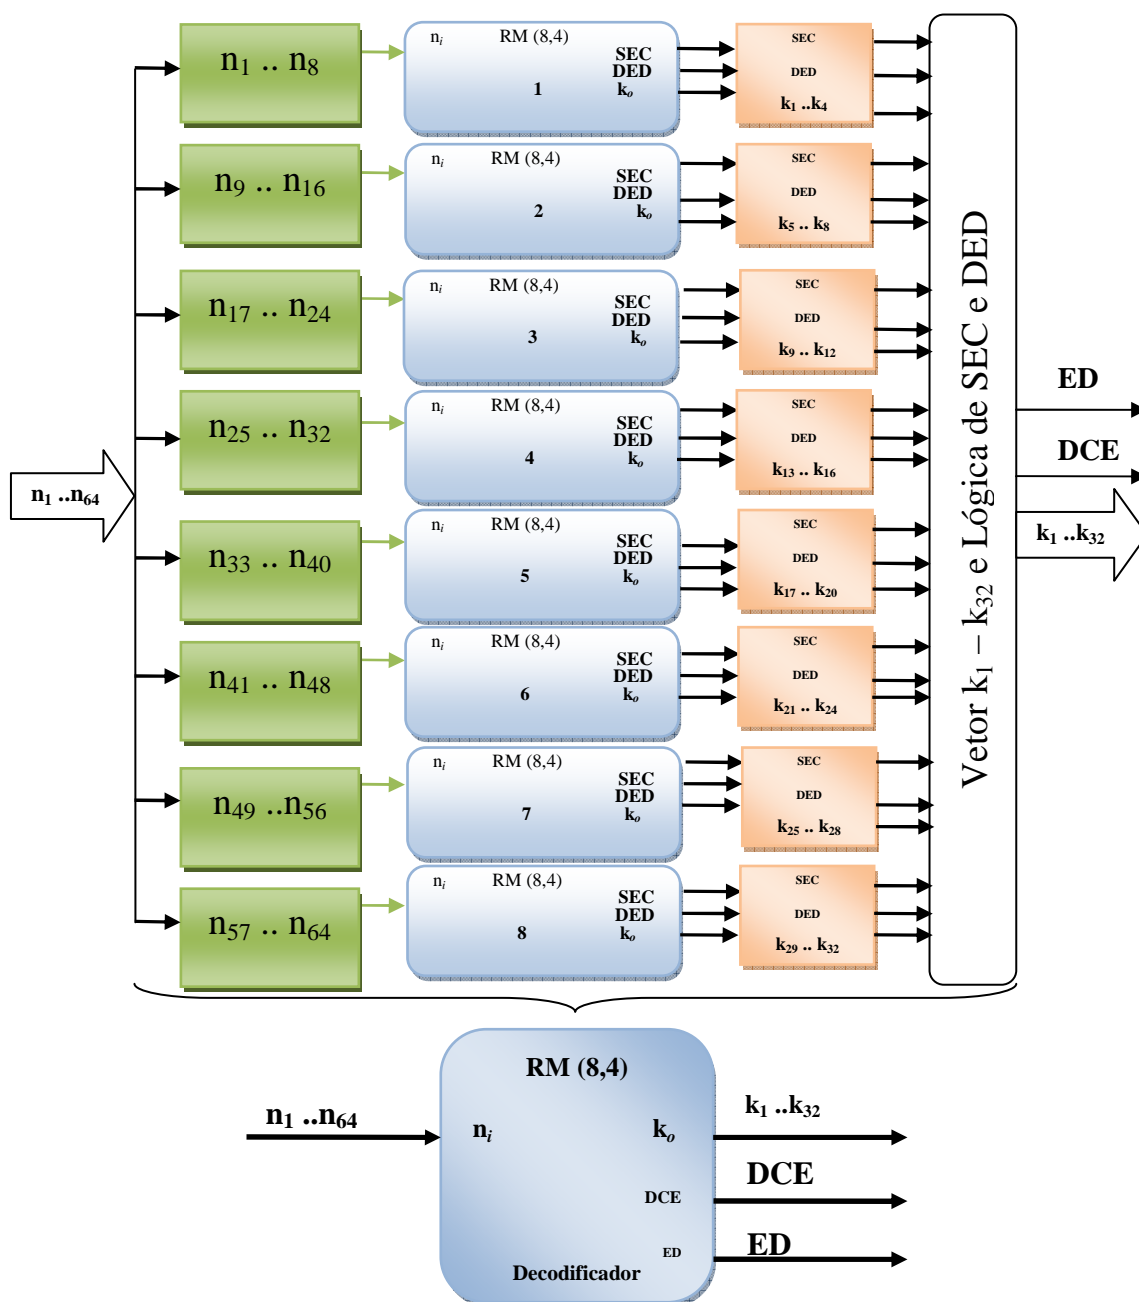 n1 .. n8
ni RM (8,4)
SEC
DED
1 ko
SEC
DED
k1 ..k4
n9 .. n16
ni RM (8,4)
SEC
DED
2 ko
SEC
DED
k5 .. k8
n17 .. n24
ni RM (8,4)
SEC
DED
3 ko
SEC
DED
k9 .. k12
n25 .. n32
ni RM (8,4)
SEC
DED
4 ko
SEC
DED
k13 .. k16
n33 .. n40
ni RM (8,4)
SEC
DED
5 ko
SEC
DED
k17 .. k20
n41 .. n48
ni RM (8,4)
SEC
DED
6 ko
SEC
DED
k21 .. k24
n49 ..n56
ni RM (8,4)
SEC
DED
7 ko
SEC
DED
k25 .. k28
n57 .. n64
ni RM (8,4)
SEC
DED
8 ko
SEC
DED
k29 .. k32
n1 ..n64
Vetor k1 – k32 e Lógica de SEC e DED
ED
DCE
k1 ..k32
RM (8,4)
n1 ..n64
ni ko
k1 ..k32
DCE
DCE
ED
ED
Decodificador